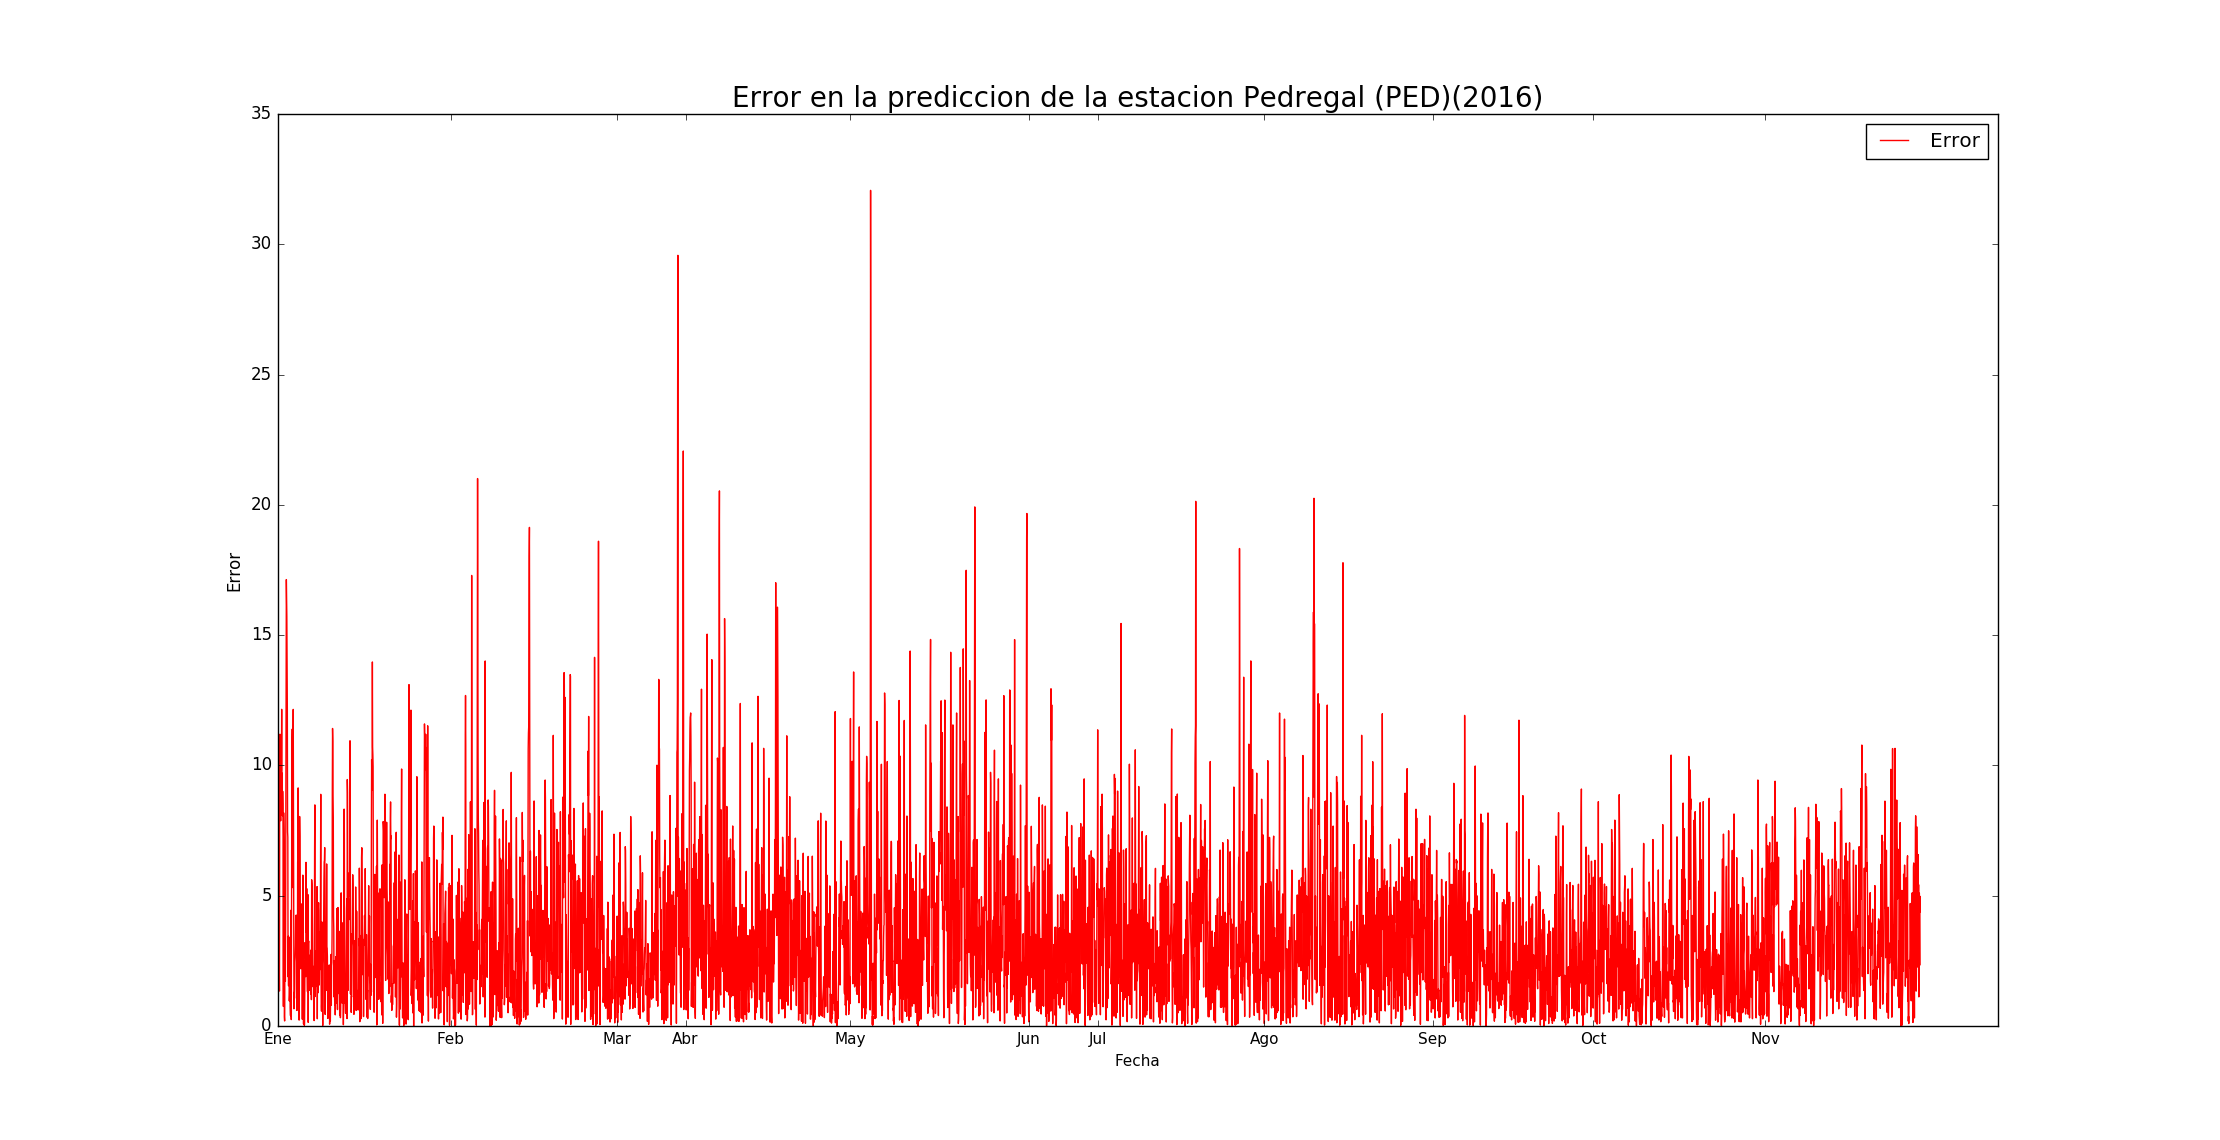 Error en la prediccion de la estacion Pedregal (PED)(2016)
Error
35
30
25
20
15
10
5
0
Error
Ene Feb Mar Abr May Jun Jul Ago Sep Oct Nov
Fecha